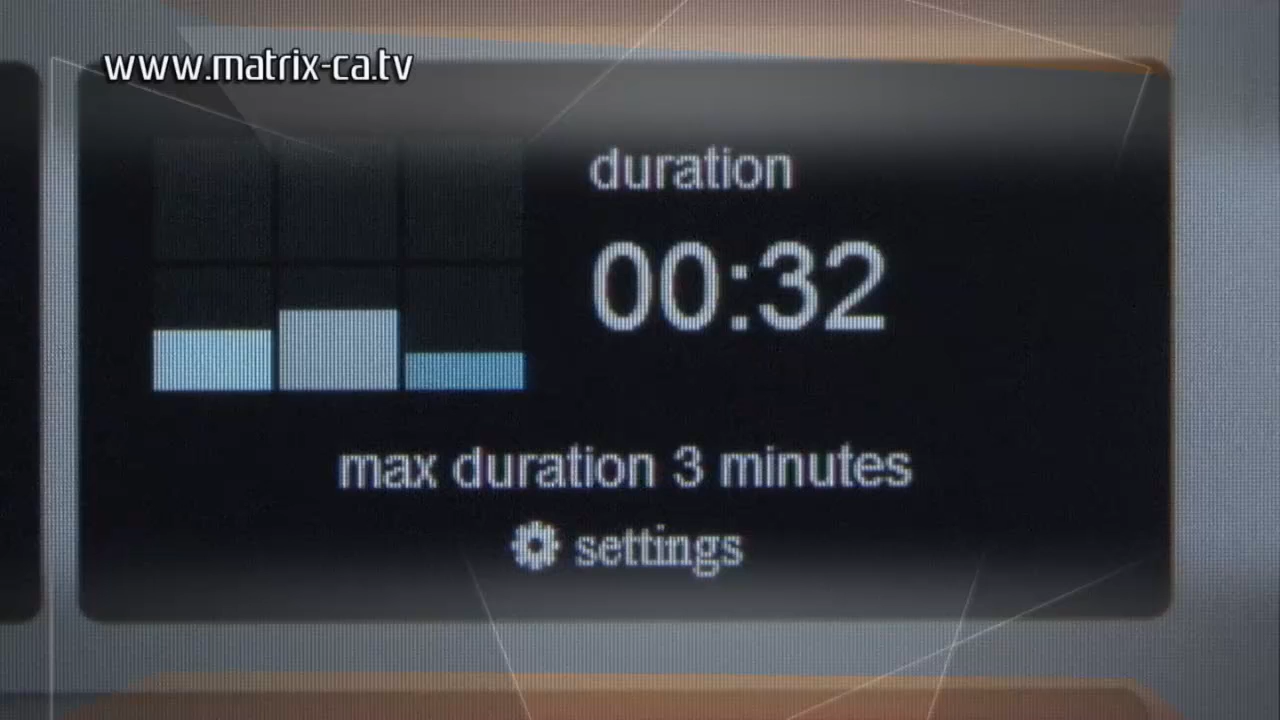 www.matrix-ca.tv
duration
00:32
max duration 3 minutes
settings